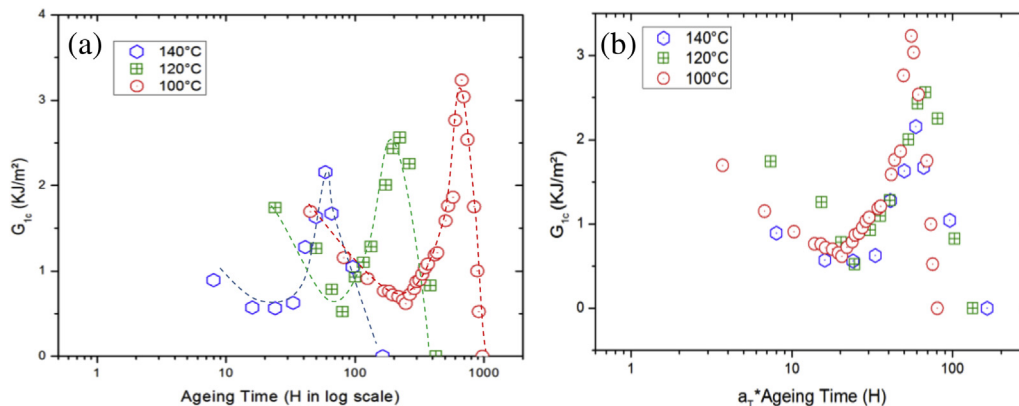 (a)
140°C
120°C
100°C
4
3
2
1
0
G1c (KJ/m²)
1
10
100
1000
Ageing Time (H in log scale)
(b)
140°C
120°C
100°C
3
2
1
0
G1c (KJ/m²)
1
10
100
aT*Ageing Time (H)